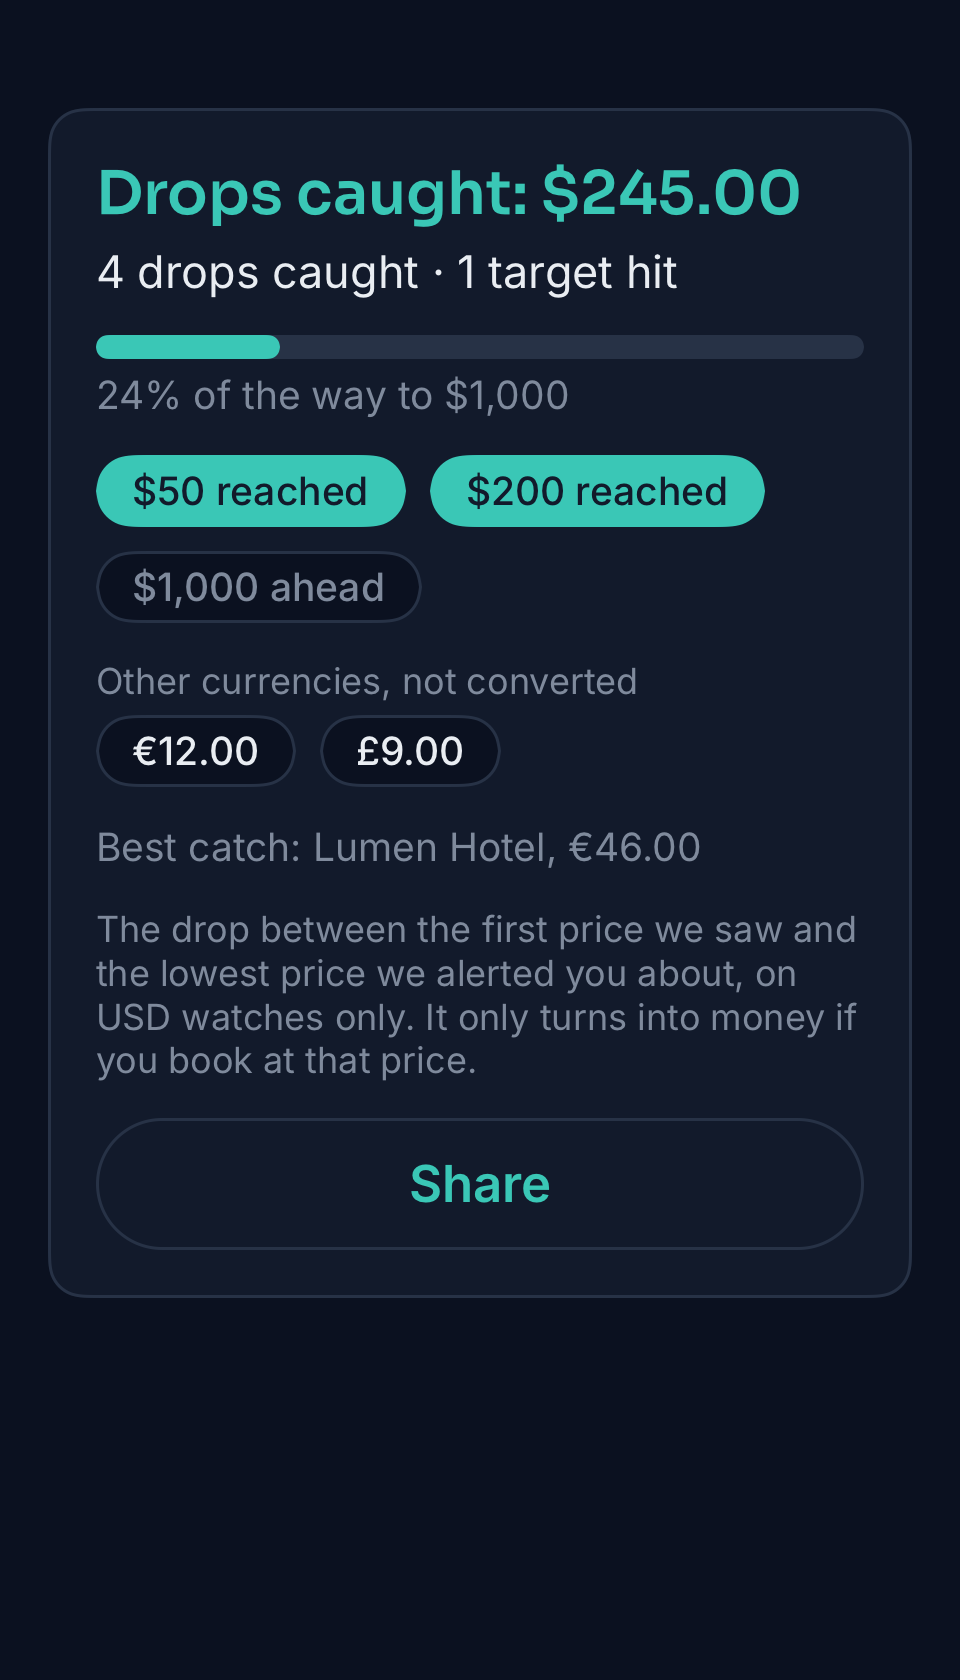 Drops caught: $245.00
4 drops caught · 1 target hit
24% of the way to $1,000
$50 reached
$200 reached
$1,000 ahead
Other currencies, not converted
€12.00
£9.00
Best catch: Lumen Hotel, €46.00
The drop between the first price we saw and
the lowest price we alerted you about, on
USD watches only. It only turns into money if
you book at that price.
Share